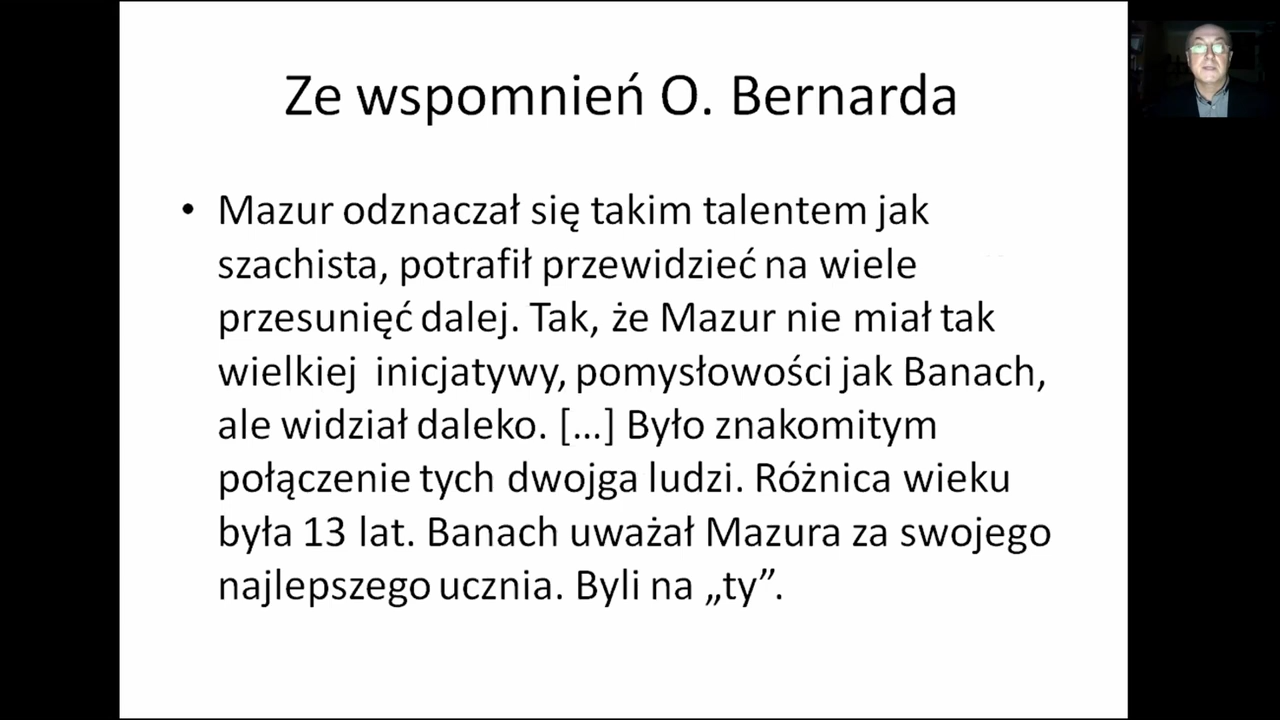 Ze wspomnień O. Bernarda
• Mazur odznaczał się takim talentem jak
szachista, potrafił przewidzieć na wiele
przesunięć dalej. Tak, że Mazur nie miał tak
wielkiej inicjatywy, pomysłowości jak Banach,
ale widział daleko. […] Było znakomitym
połączenie tych dwojga ludzi. Różnica wieku
była 13 lat. Banach uważał Mazura za swojego
najlepszego ucznia. Byli na „ty”.